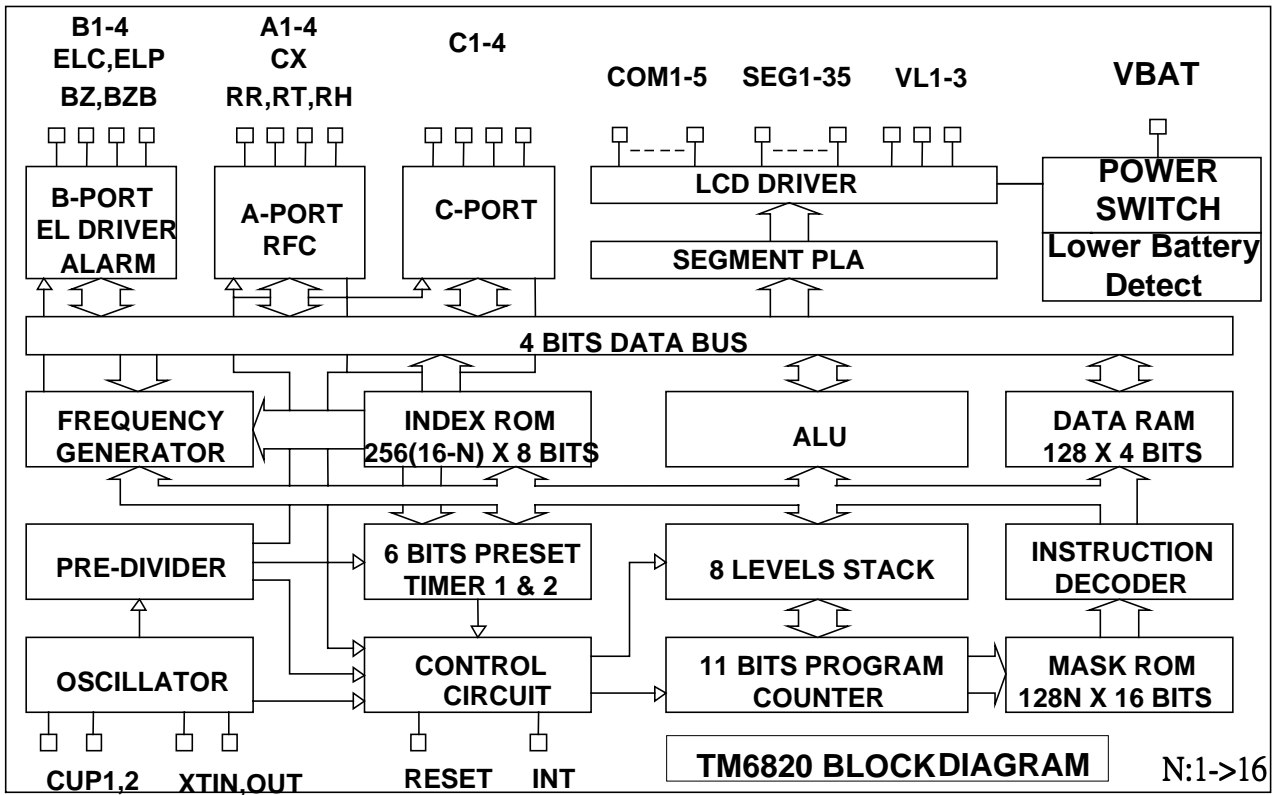 B1-4
ELC,ELP
BZ,BZB
A1-4
CX
RR,RT,RH
C1-4
COM1-5
SEG1-35
VL1-3
VBAT
B-PORT
EL DRIVER
ALARM
A-PORT
RFC
C-PORT
LCD DRIVER
SEGMENT PLA
POWER
SWITCH
Lower Battery
Detect
4 BITS DATA BUS
FREQUENCY
GENERATOR
INDEX ROM
256(16-N) X 8 BITS
ALU
DATA RAM
128 X 4 BITS
PRE-DIVIDER
6 BITS PRESET
TIMER 1 & 2
8 LEVELS STACK
INSTRUCTION
DECODER
OSCILLATOR
CONTROL
CIRCUIT
11 BITS PROGRAM
COUNTER
MASK ROM
128N X 16 BITS
CUP1,2
XTIN,OUT
RESET
INT
TM6820 BLOCK DIAGRAM
N:1->16